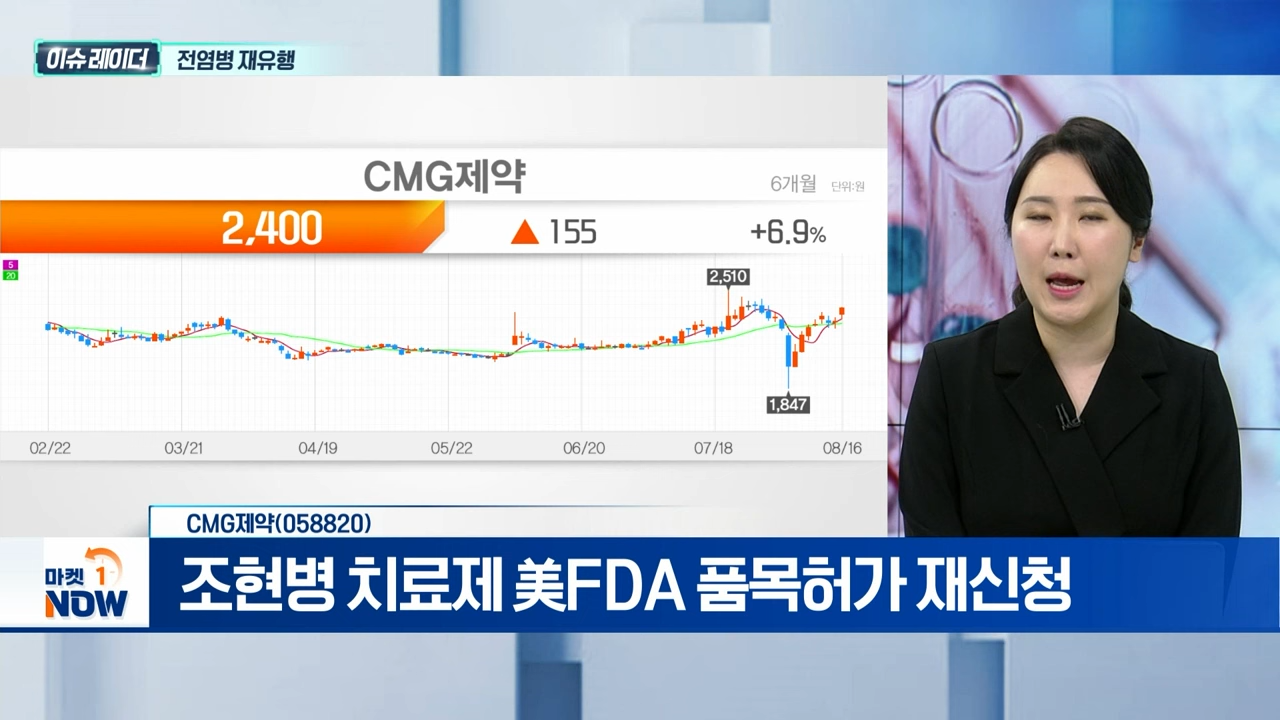 이슈 레이더 전염병 재유행
CMG제약
6개월 단위:원
2,400 ▲ 155 +6.9%
5
20
2,510
1,847
02/22 03/21 04/19 05/22 06/20 07/18 08/16
CMG제약(058820)
마켓 1
NOW
조현병 치료제 美FDA 품목허가 재신청